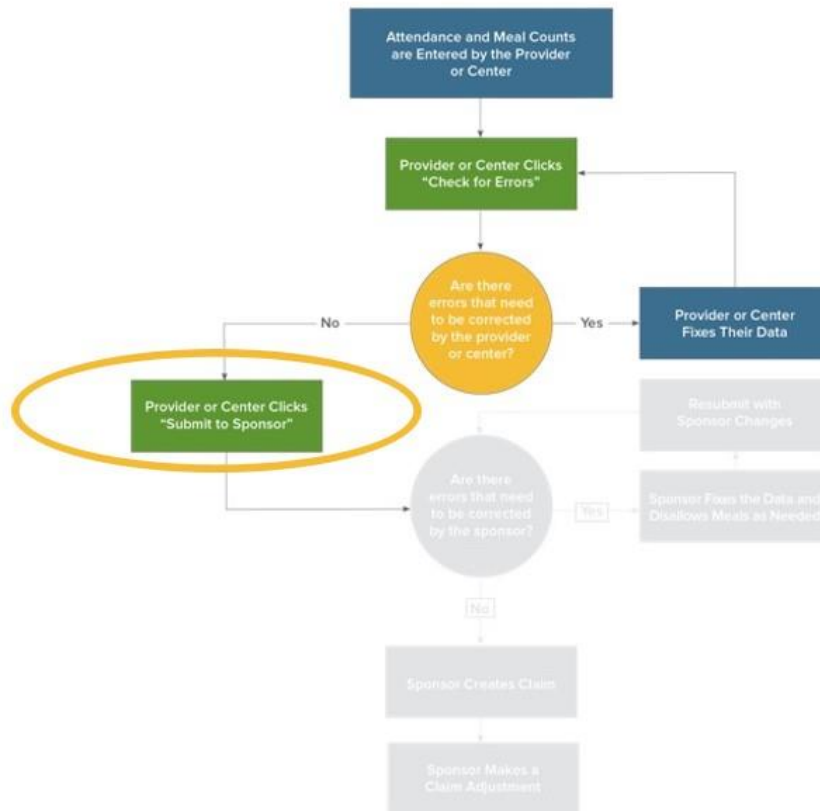 Attendance and Meal Counts
are Entered by the Provider
or Center
Provider or Center Clicks
“Check for Errors”
Are there
errors that need
to be corrected
by the provider
or center?
No
Yes
Provider or Center
Fixes Their Data
Provider or Center Clicks
“Submit to Sponsor”
Resubmit with
Sponsor Changes
Are there
errors that need
to be corrected
by the sponsor?
Yes
Sponsor Fixes the Data and
Disallows Meals as Needed
No
Sponsor Creates Claim
Sponsor Makes a
Claim Adjustment